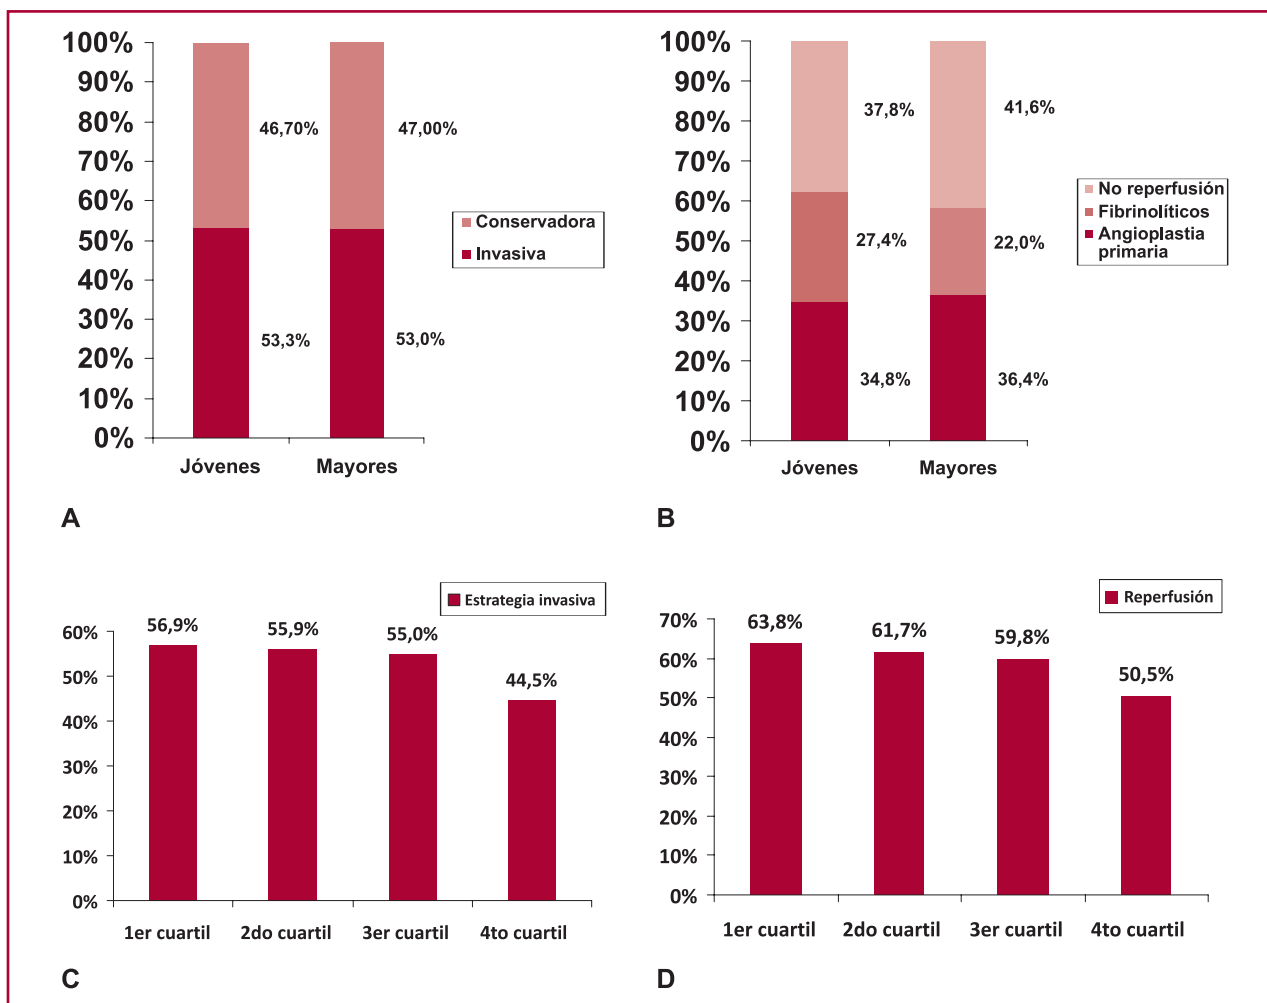 100%
90%
80%
70%
60%
50%
40%
30%
20%
10%
0%
46,70%
47,00%
53,3%
53,0%
Jóvenes
Mayores
Conservadora
Invasiva
A
100%
90%
80%
70%
60%
50%
40%
30%
20%
10%
0%
37,8%
41,6%
27,4%
22,0%
34,8%
36,4%
Jóvenes
Mayores
No reperfusión
Fibrinolíticos
Angioplastia
primaria
B
Estrategia invasiva
60%
50%
40%
30%
20%
10%
0%
56,9%
55,9%
55,0%
44,5%
1er cuartil
2do cuartil
3er cuartil
4to cuartil
C
Reperfusión
70%
60%
50%
40%
30%
20%
10%
0%
63,8%
61,7%
59,8%
50,5%
1er cuartil
2do cuartil
3er cuartil
4to cuartil
D